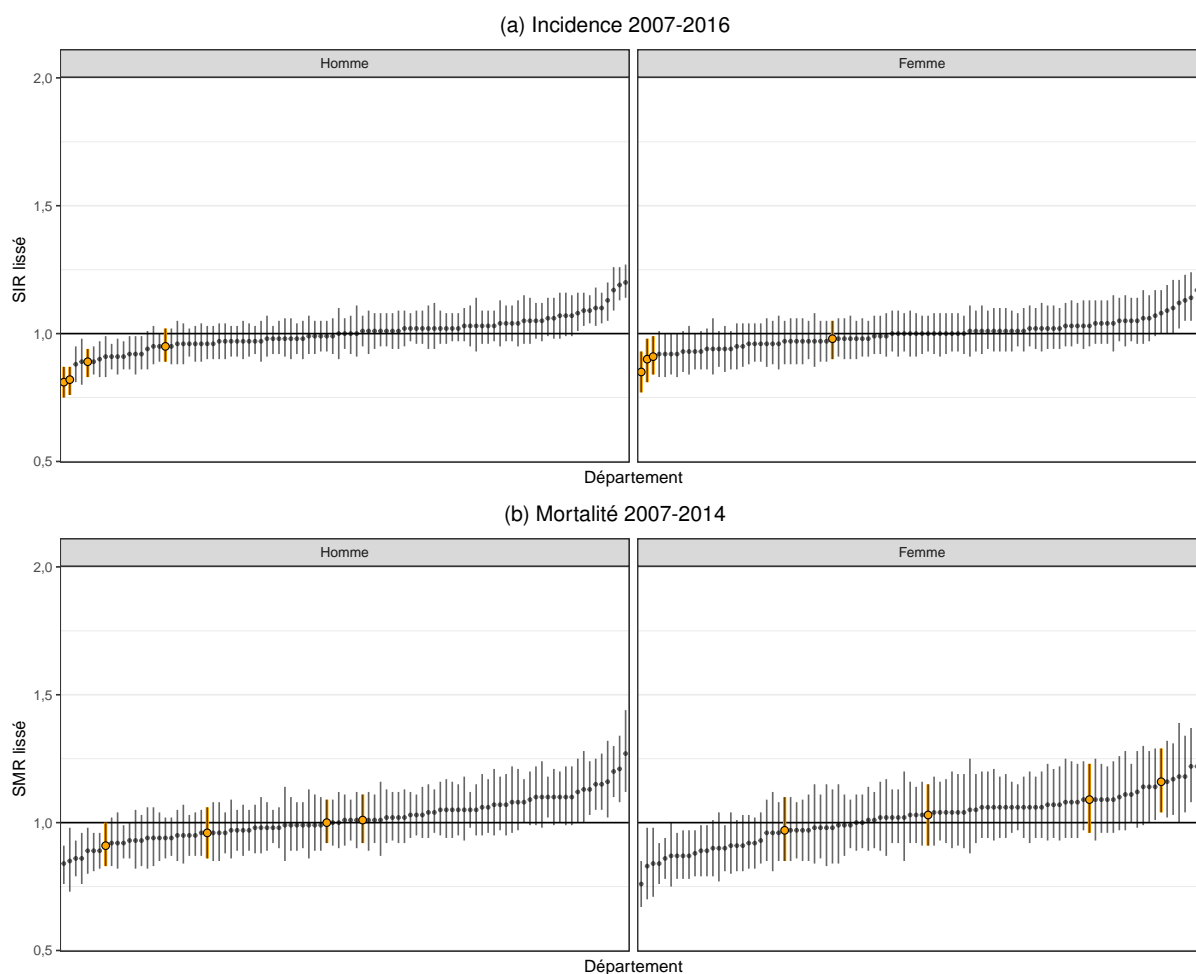 (a) Incidence 2007-2016
Homme
Femme
2,0
1,5
1,0
0,5
SIR lissé
Département
(b) Mortalité 2007-2014
Homme
Femme
2,0
1,5
1,0
0,5
SMR lissé
Département